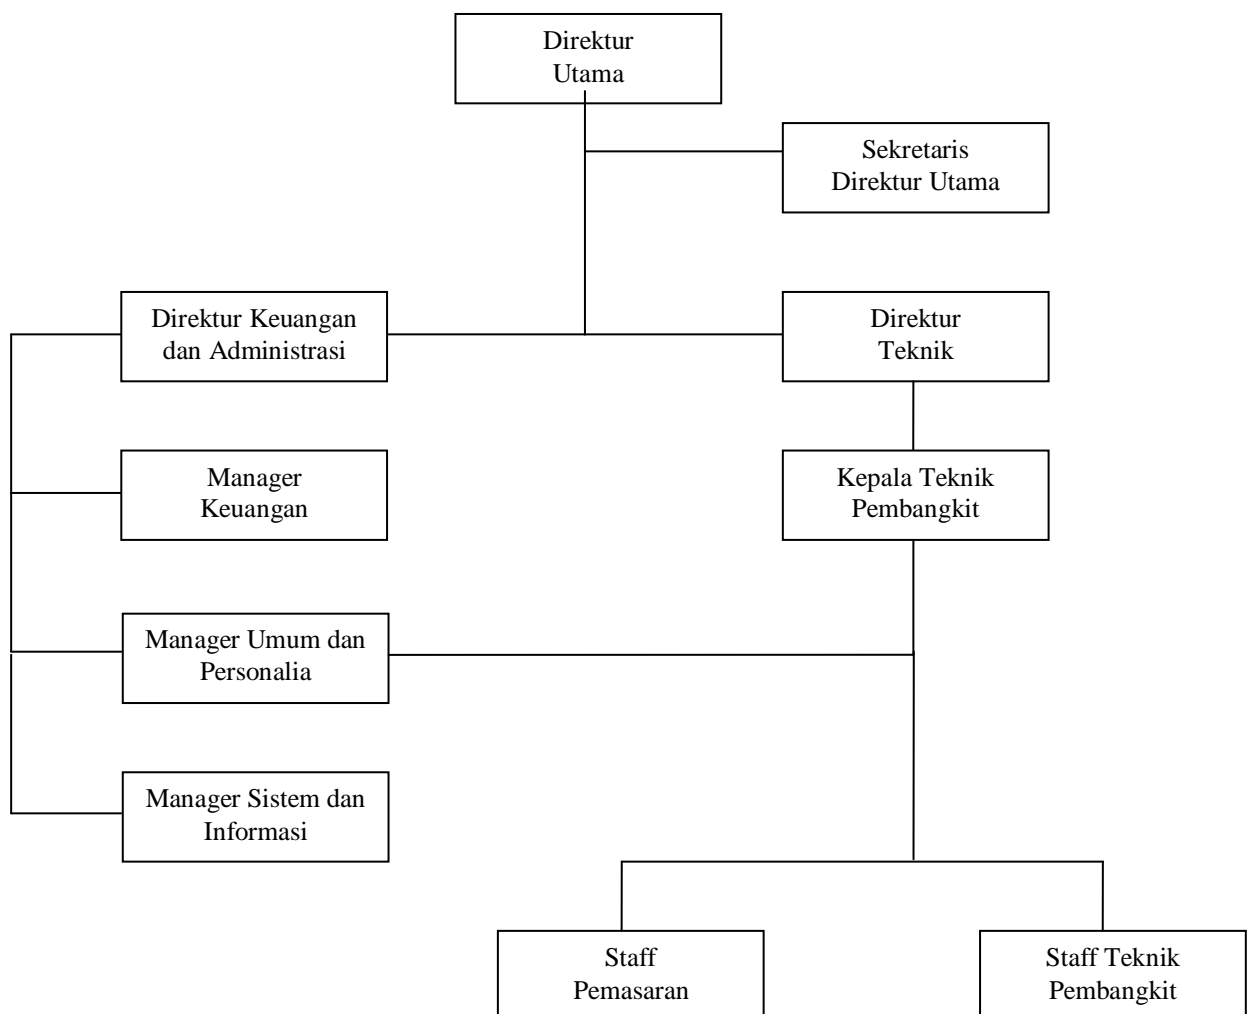 Direktur
Utama
Sekretaris
Direktur Utama
Direktur Keuangan
dan Administrasi
Direktur
Teknik
Manager
Keuangan
Kepala Teknik
Pembangkit
Manager Umum dan
Personalia
Manager Sistem dan
Informasi
Staff
Pemasaran
Staff Teknik
Pembangkit